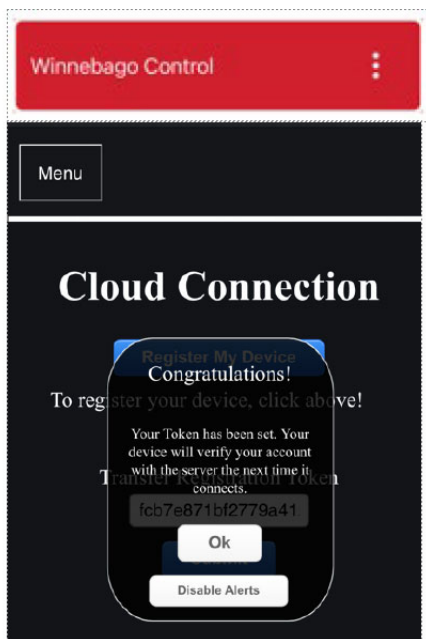 Winnebago Control
Menu
Cloud Connection
Register My Device
Congratulations!
To register your device, click above!
Your Token has been set. Your
device will verify your account
with the server the next time it
connects.
Transfer Registration Token
fcb7e871bf2779a41
Ok
Disable Alerts